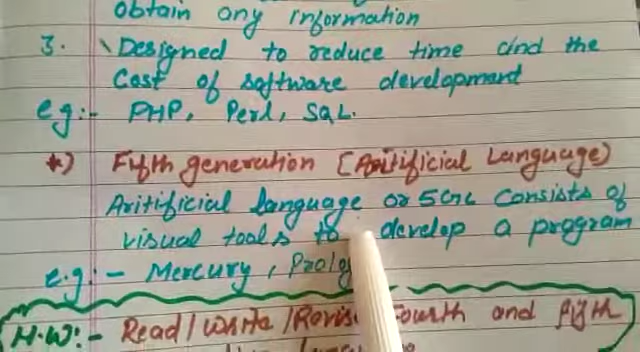 obtain any information
3. Designed to reduce time and the
Cost of software development
e.g:- PHP, Perl, SQL.
*) Fifth generation (Aritificial Language)
Aritificial language or 5GL consists of
visual tools to develop a program
e.g:- Mercury, Prolog
H.W:- Read/Write/Revise Fourth and fifth